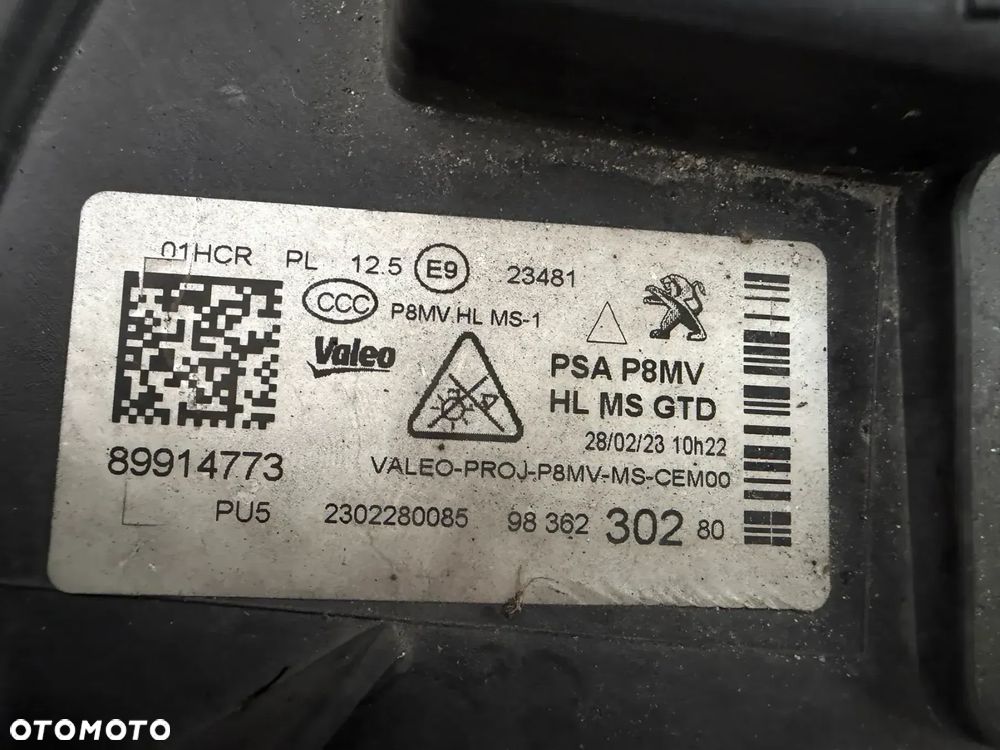 01HCR PL 12.5 E9 23481
CCC P8MV.HL MS-1
Valeo
PSA P8MV
HL MS GTD
28/02/23 10h22
89914773
VALEO-PROJ-P8MV-MS-CEM00
PU5 2302280085 98 362 302 80
OTOMOTO